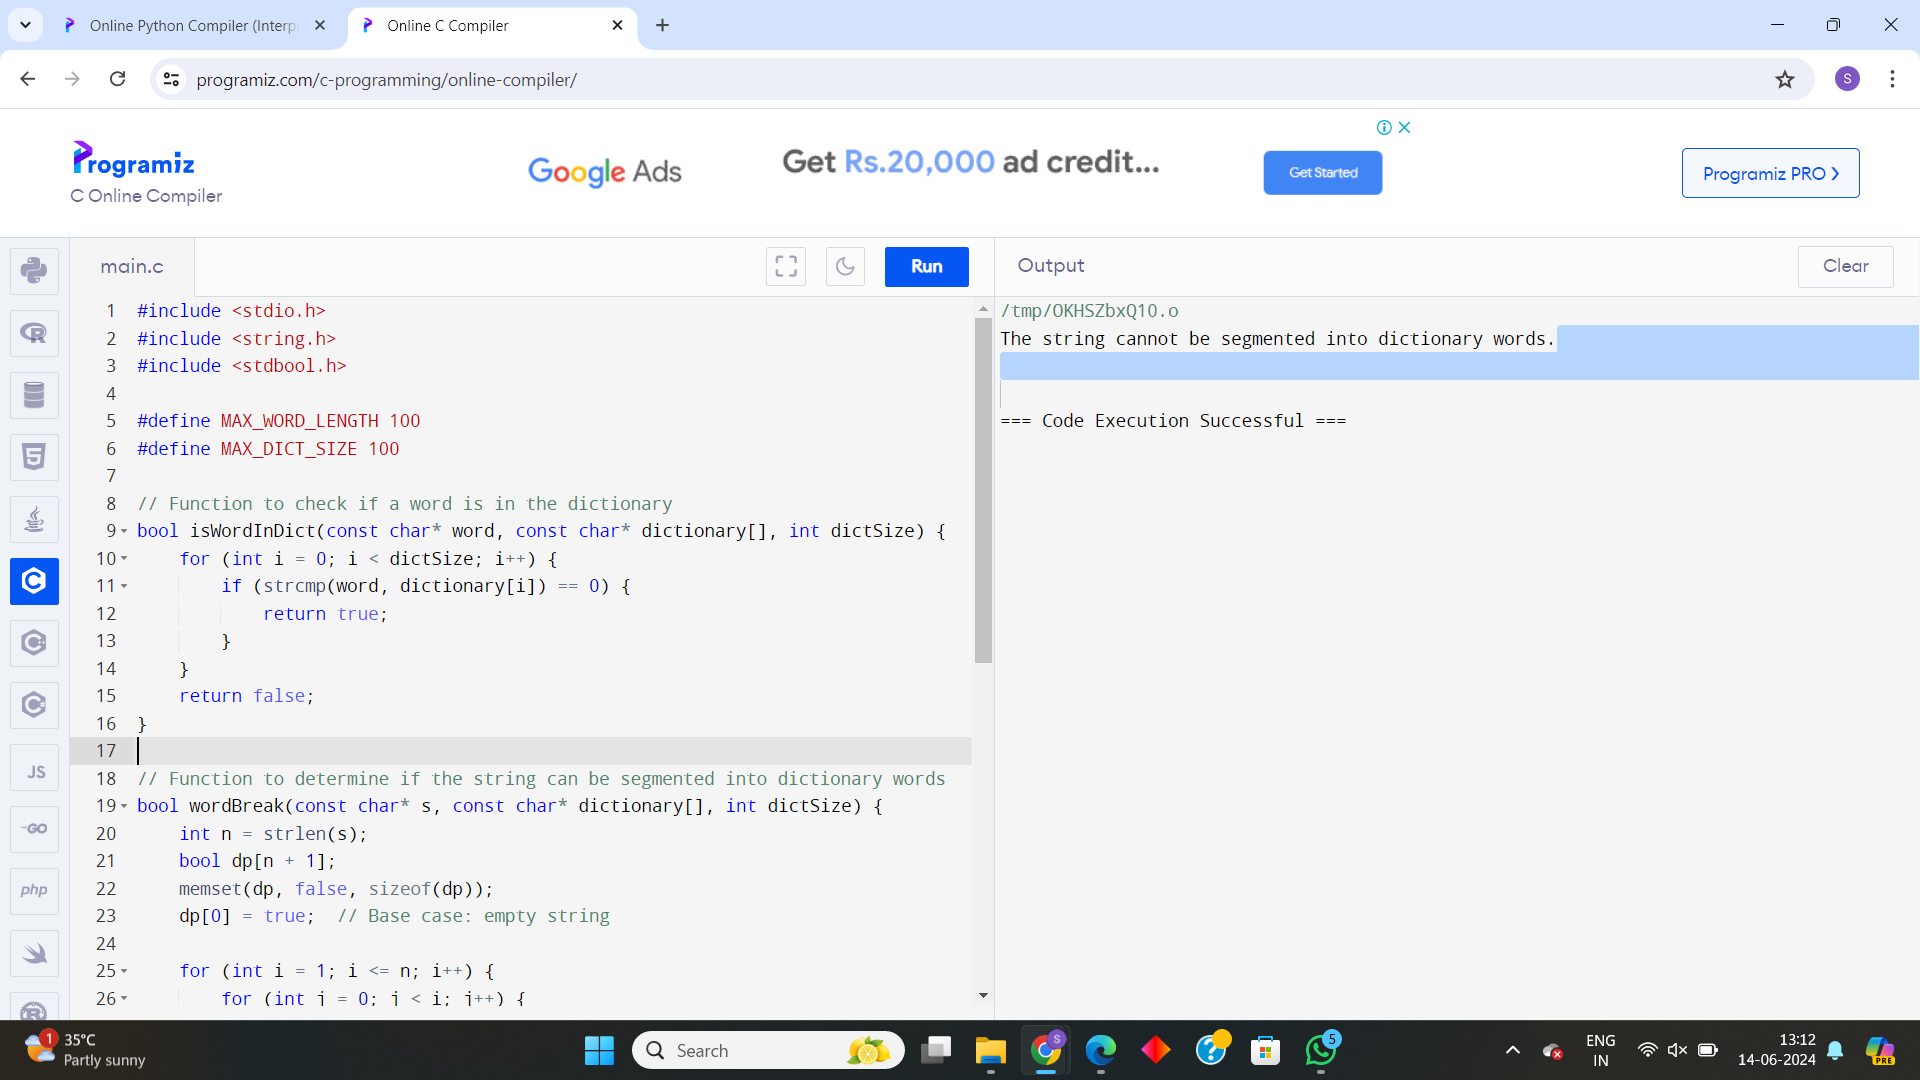 Online Python Compiler (Interp
Online C Compiler
programiz.com/c-programming/online-compiler/
S
Programiz
C Online Compiler
Google Ads
Get Rs.20,000 ad credit...
Get Started
Programiz PRO ›
main.c
Run
Output
Clear
1 #include <stdio.h>
2 #include <string.h>
3 #include <stdbool.h>
4
5 #define MAX_WORD_LENGTH 100
6 #define MAX_DICT_SIZE 100
7
8 // Function to check if a word is in the dictionary
9 bool isWordInDict(const char* word, const char* dictionary[], int dictSize) {
10 for (int i = 0; i < dictSize; i++) {
11 if (strcmp(word, dictionary[i]) == 0) {
12 return true;
13 }
14 }
15 return false;
16 }
17
18 // Function to determine if the string can be segmented into dictionary words
19 bool wordBreak(const char* s, const char* dictionary[], int dictSize) {
20 int n = strlen(s);
21 bool dp[n + 1];
22 memset(dp, false, sizeof(dp));
23 dp[0] = true; // Base case: empty string
24
25 for (int i = 1; i <= n; i++) {
26 for (int j = 0; j < i; j++) {
/tmp/OKHSZbxQ10.o
The string cannot be segmented into dictionary words.
=== Code Execution Successful ===
JS
GO
php
1
35°C
Partly sunny
Search
S
5
ENG
IN
13:12
14-06-2024
PRE